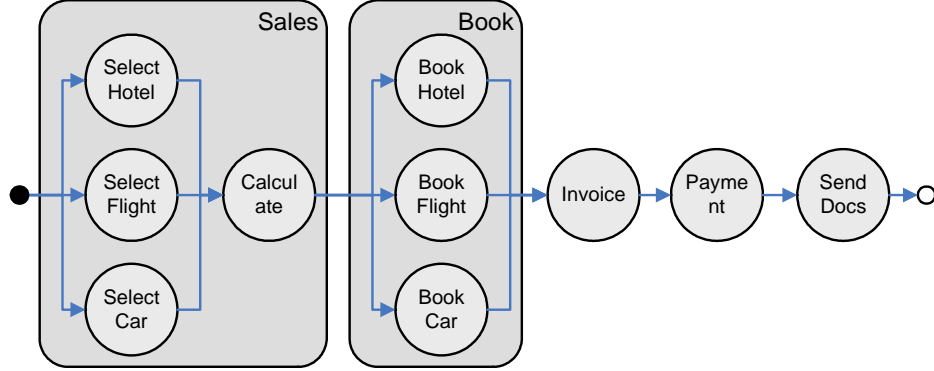 Sales
Select
Hotel
Select
Flight
Select
Car
Calcul
ate
Book
Book
Hotel
Book
Flight
Book
Car
Invoice
Payme
nt
Send
Docs